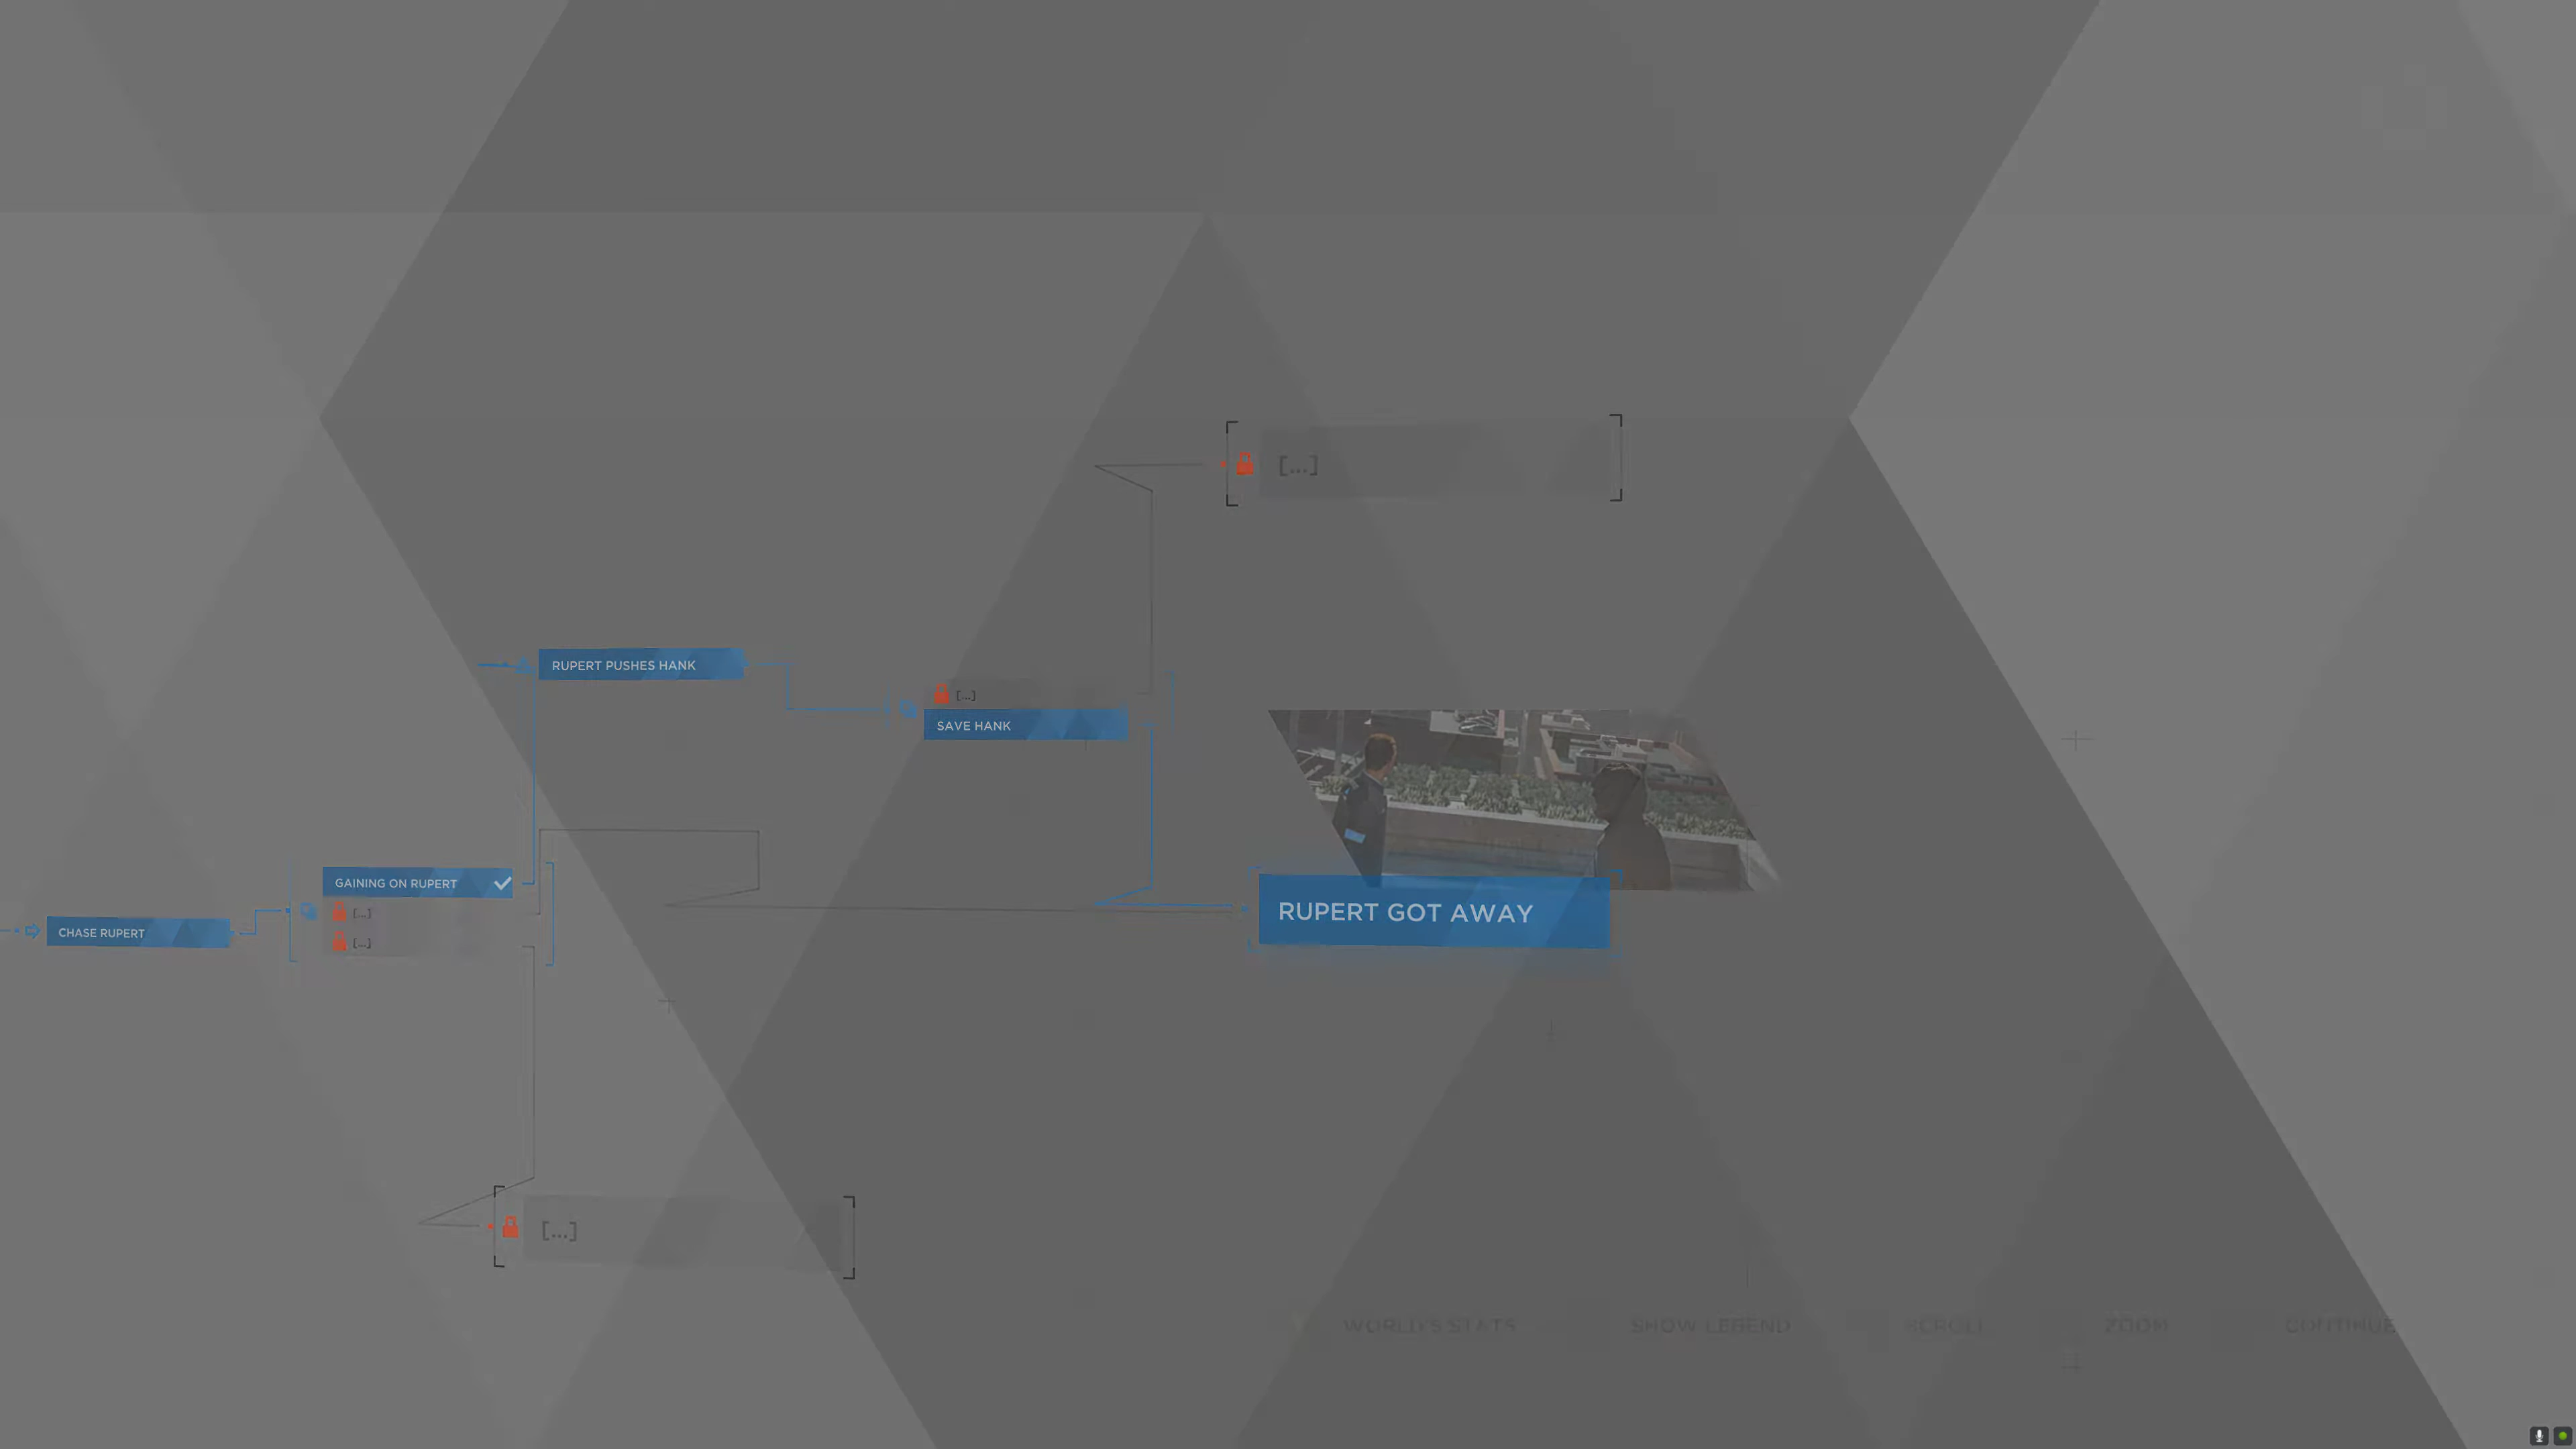 [...]
RUPERT PUSHES HANK
[...]
SAVE HANK
GAINING ON RUPERT
[...]
CHASE RUPERT
[...]
RUPERT GOT AWAY
[...]
WORLD'S STATS
SHOW LEGEND
SCROLL
ZOOM
CONTINUE